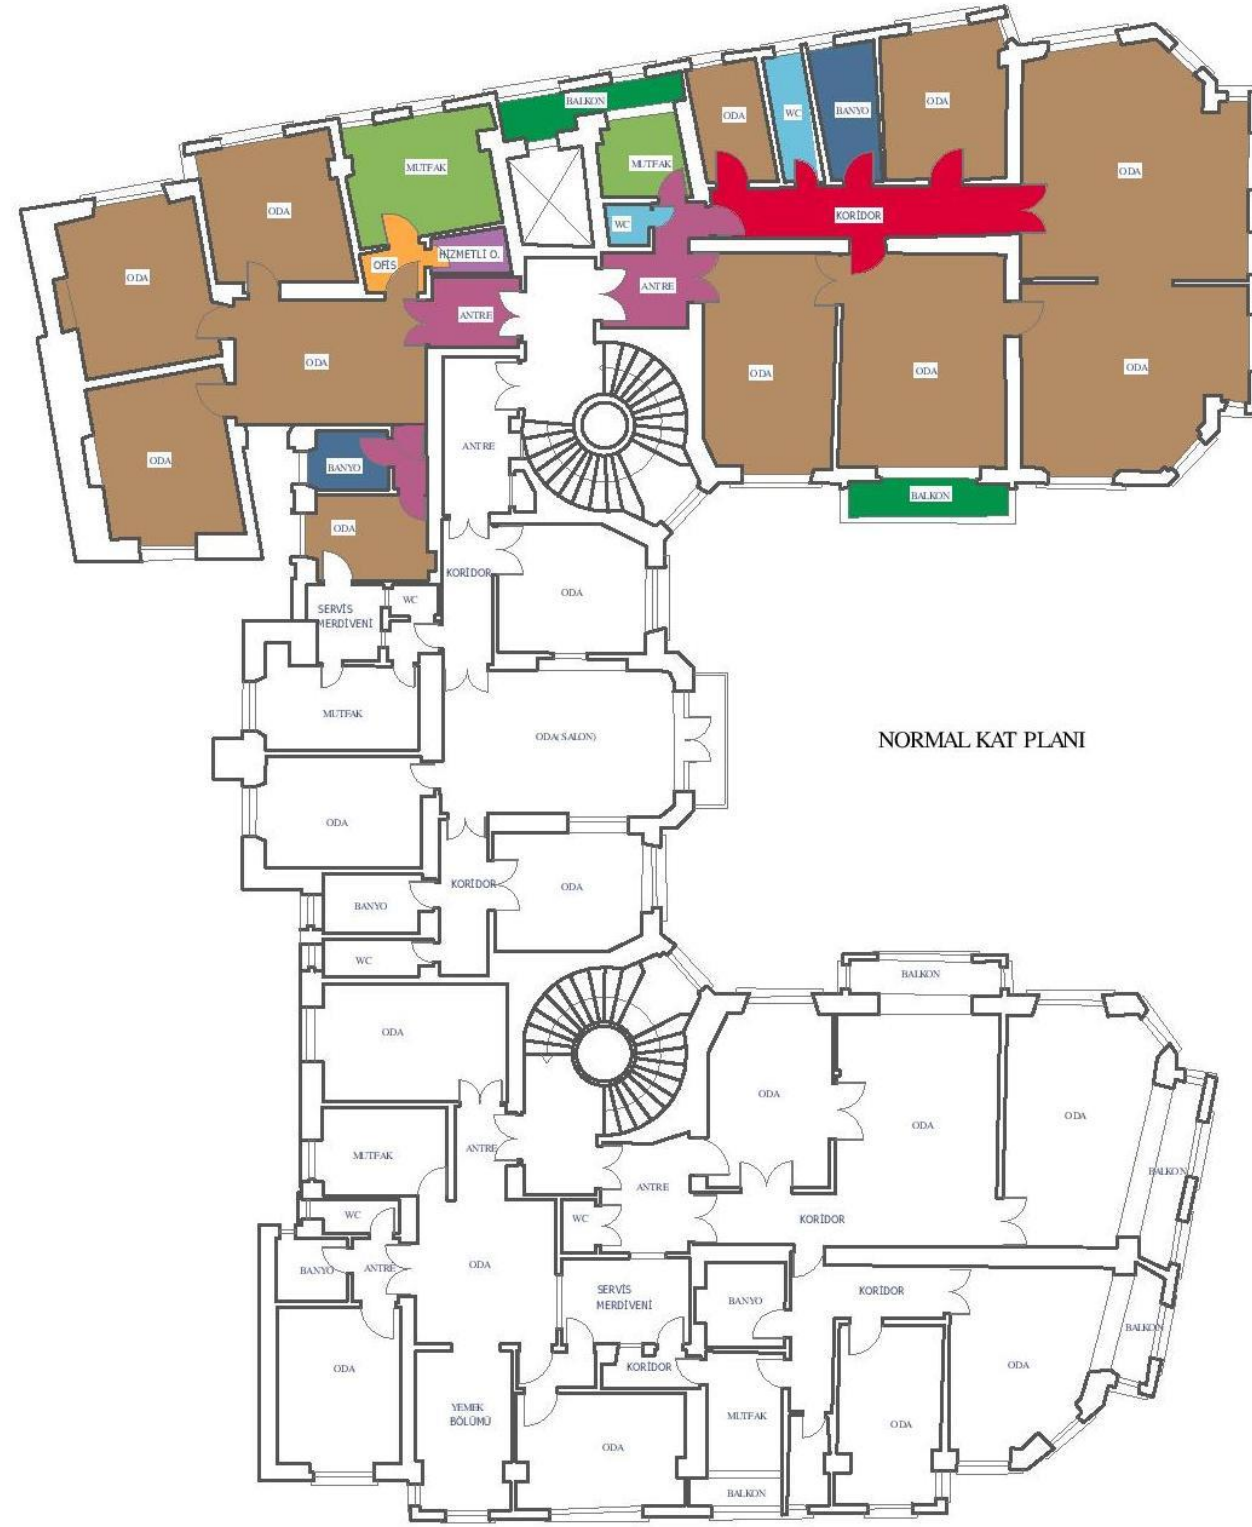 BALKON
ODA
WC
BANYO
ODA
MUTFAK
MUTFAK
ODA
ODA
KORİDOR
WC
ODA
OFİS
HİZMETLİ O.
ANTRE
ANTRE
ODA
ODA
ODA
ODA
ODA
ANTRE
ODA
BANYO
BALKON
ODA
KORİDOR
ODA
WC
SERVİS
MERDİVENİ
MUTFAK
ODA(SALON)
NORMAL KAT PLANI
ODA
KORİDOR
ODA
BANYO
WC
BALKON
ODA
ODA
ODA
ODA
MUTFAK
ANTRE
BALKON
ANTRE
WC
WC
KORİDOR
BANYO
ANTRE
ODA
SERVİS
MERDİVENİ
BANYO
KORİDOR
BALKON
ODA
KORİDOR
ODA
YEMEK
BÖLÜMÜ
MUTFAK
ODA
ODA
BALKON